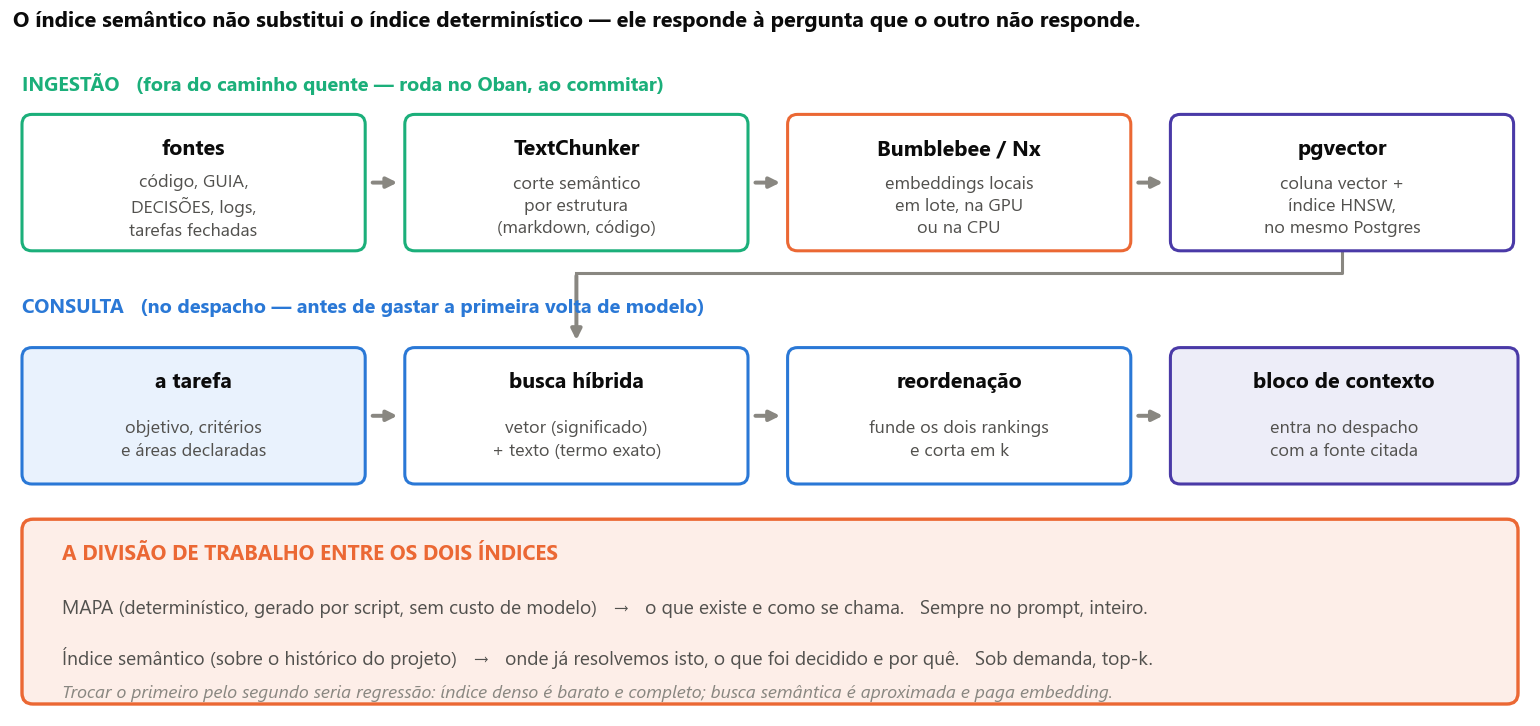 O índice semântico não substitui o índice determinístico — ele responde à pergunta que o outro não responde.
INGESTÃO (fora do caminho quente — roda no Oban, ao commitar)
fontes
código, GUIA,
DECISÕES, logs,
tarefas fechadas
TextChunker
corte semântico
por estrutura
(markdown, código)
Bumblebee / Nx
embeddings locais
em lote, na GPU
ou na CPU
pgvector
coluna vector +
índice HNSW,
no mesmo Postgres
CONSULTA (no despacho — antes de gastar a primeira volta de modelo)
a tarefa
objetivo, critérios
e áreas declaradas
busca híbrida
vetor (significado)
+ texto (termo exato)
reordenação
funde os dois rankings
e corta em k
bloco de contexto
entra no despacho
com a fonte citada
A DIVISÃO DE TRABALHO ENTRE OS DOIS ÍNDICES
MAPA (determinístico, gerado por script, sem custo de modelo) → o que existe e como se chama. Sempre no prompt, inteiro.
Índice semântico (sobre o histórico do projeto) → onde já resolvemos isto, o que foi decidido e por quê. Sob demanda, top-k.
Trocar o primeiro pelo segundo seria regressão: índice denso é barato e completo; busca semântica é aproximada e paga embedding.